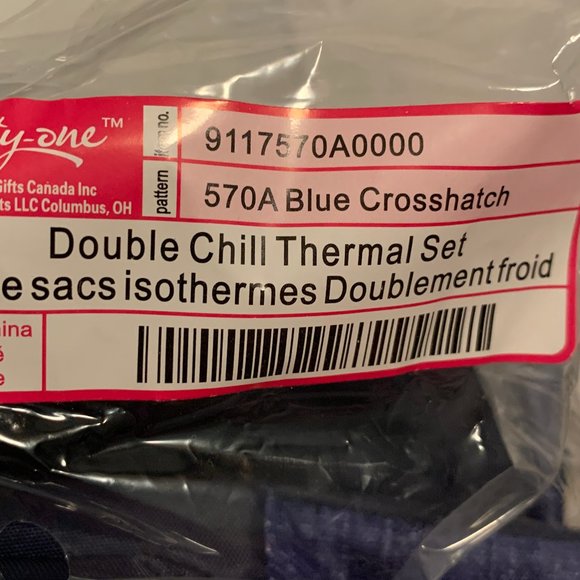 ty-one™
Gifts Canada Inc
ts LLC Columbus, OH
item no.
9117570A0000
pattern
570A Blue Crosshatch
Double Chill Thermal Set
e sacs isothermes Doublement froid
ina
é
e